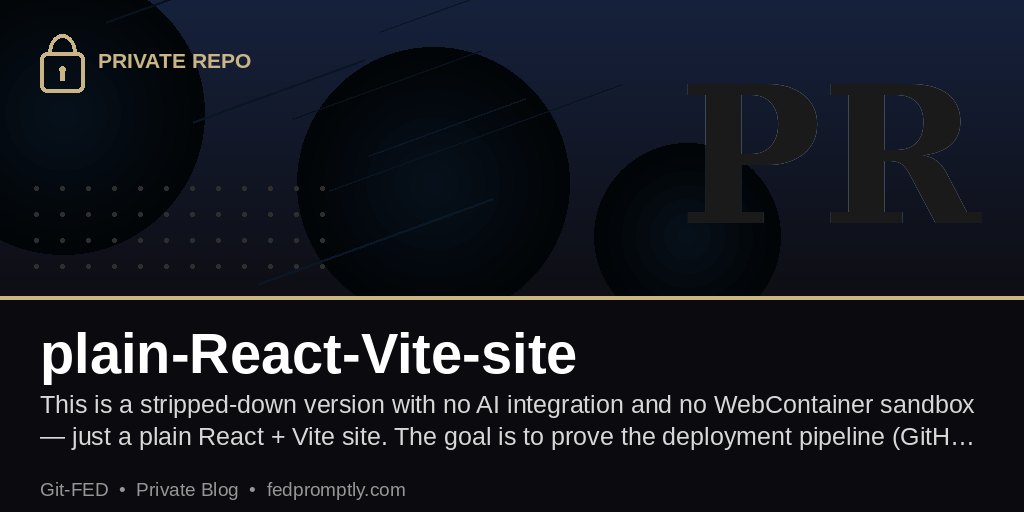 PRIVATE REPO
PR
plain-React-Vite-site
This is a stripped-down version with no AI integration and no WebContainer sandbox
— just a plain React + Vite site. The goal is to prove the deployment pipeline (GitH…
Git-FED • Private Blog • fedpromptly.com